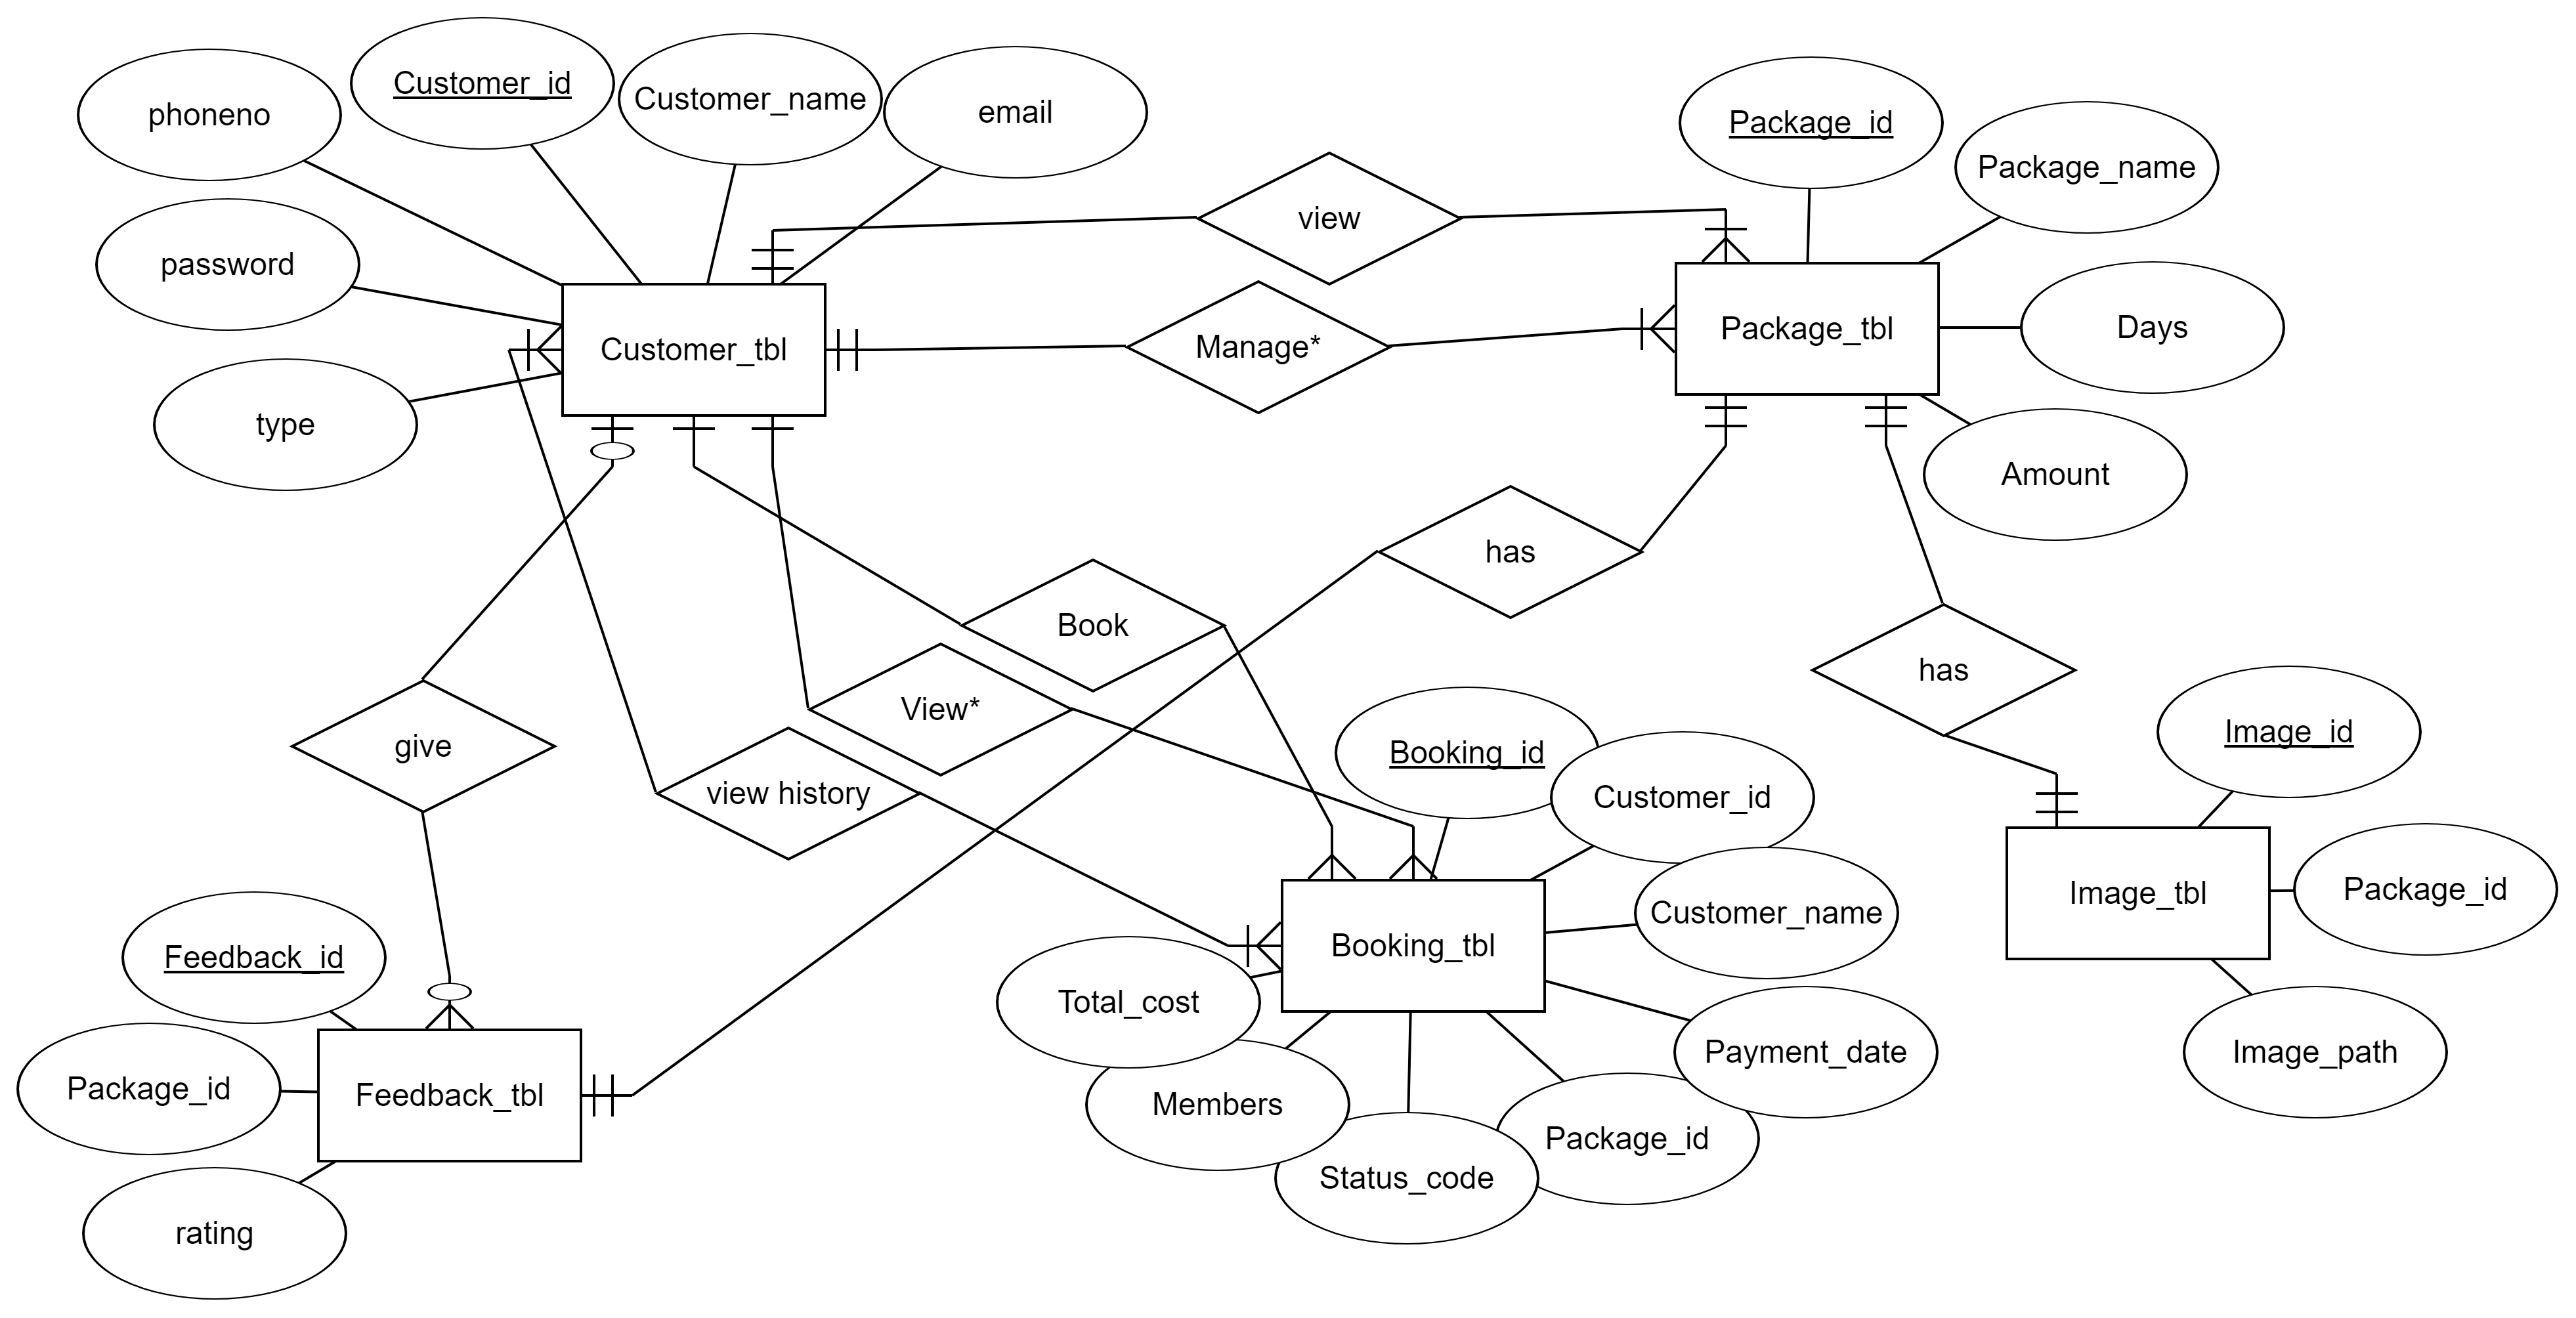 Customer_id
Customer_name
email
phoneno
Package_id
Package_name
view
password
Days
Package_tbl
Manage*
Customer_tbl
type
Amount
has
Book
has
View*
Image_id
give
Booking_id
view history
Customer_id
Package_id
Image_tbl
Customer_name
Booking_tbl
Feedback_id
Total_cost
Payment_date
Image_path
Package_id
Feedback_tbl
Members
Package_id
Status_code
rating